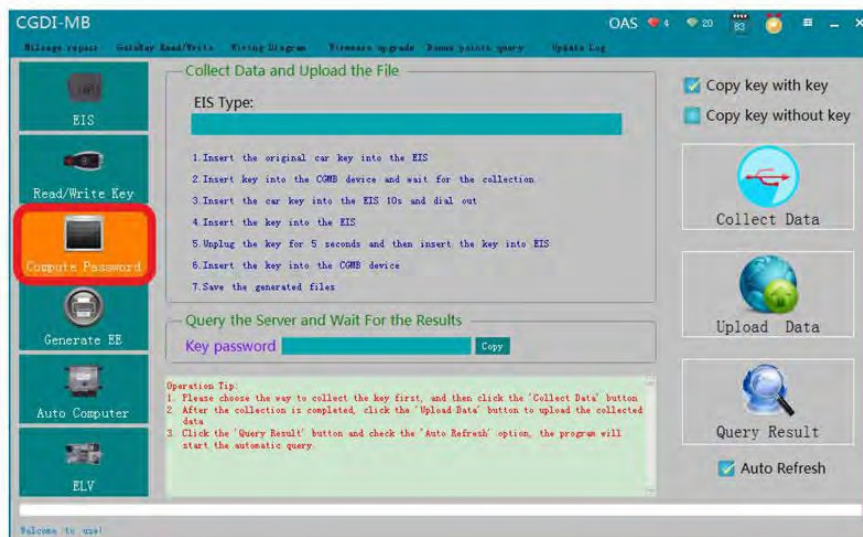 CGDI-MB
OAS 4 20 83
Mileage repair GateKey Read/Write Wiring Diagram Firmware upgrade Bonus points query Update Log
EIS
Read/Write Key
Compute Password
Generate EE
Auto Computer
ELV
Collect Data and Upload the File
EIS Type:
1.Insert the original car key into the EIS
2.Insert key into the CGMB device and wait for the collection
3.Insert the car key into the EIS 10s and dial out
4.Insert the key into the EIS
5.Unplug the key for 5 seconds and then insert the key into EIS
6.Insert the key into the CGMB device
7.Save the generated files
Query the Server and Wait For the Results
Key password Copy
Operation Tip:
1. Please choose the way to collect the key first, and then click the 'Collect Data' button
2. After the collection is completed, click the 'Upload Data' button to upload the collected
data
3. Click the 'Query Result' button and check the 'Auto Refresh' option, the program will
start the automatic query.
Copy key with key
Copy key without key
Collect Data
Upload Data
Query Result
Auto Refresh
Welcome to use!